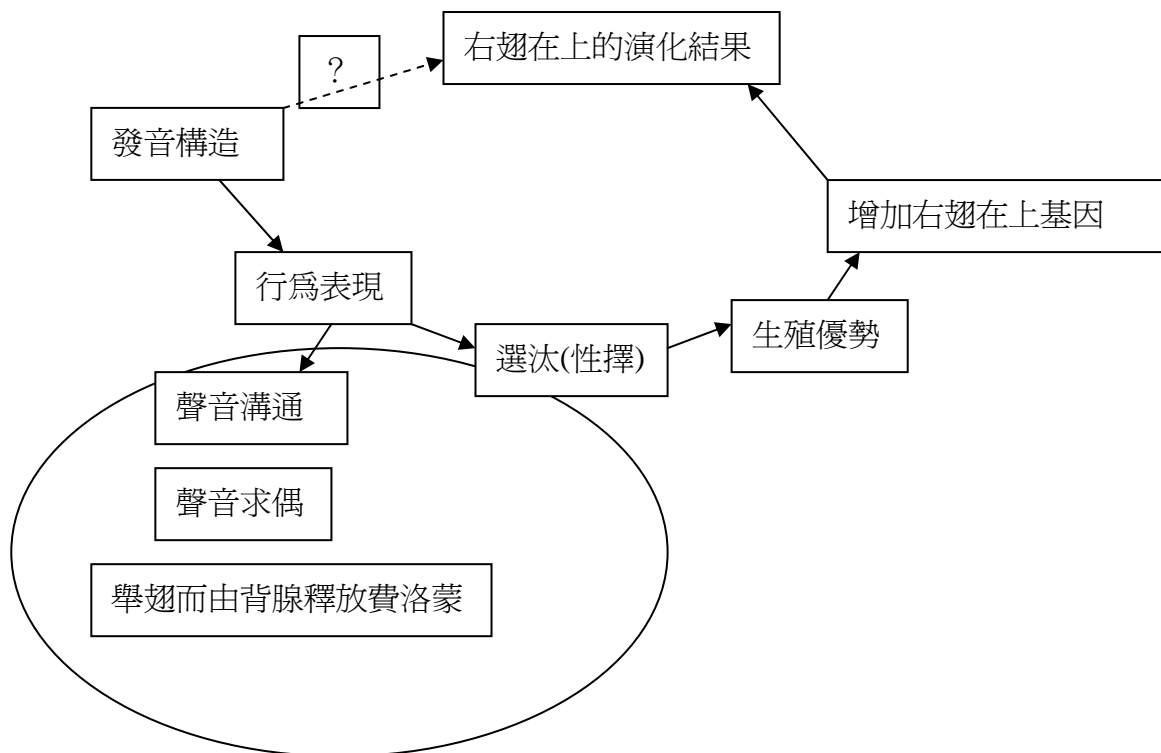 右翅在上的演化結果
?
發音構造
增加右翅在上基因
行為表現
生殖優勢
選汰(性擇)
聲音溝通
聲音求偶
舉翅而由背腺釋放費洛蒙